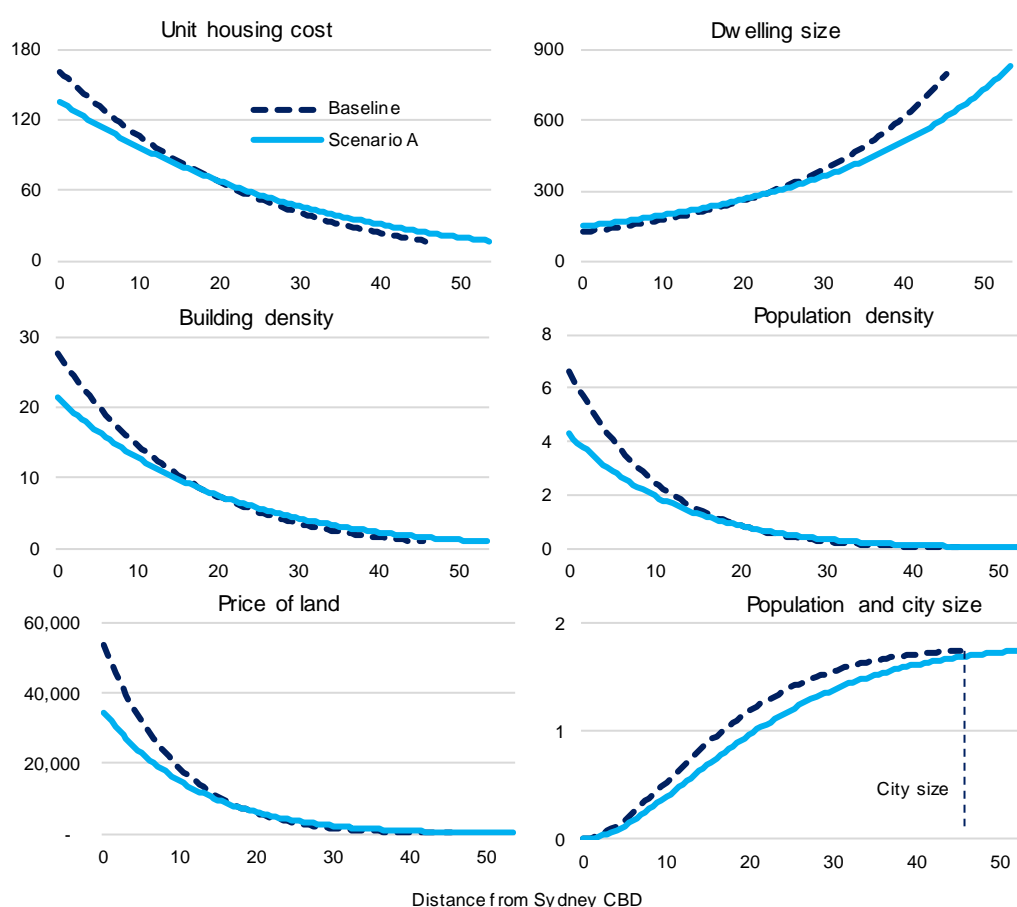 Unit housing cost
180
120
60
0
Baseline
Scenario A
0 10 20 30 40 50
Dwelling size
900
600
300
0
0 10 20 30 40 50
Building density
30
20
10
0
0 10 20 30 40 50
Population density
8
6
4
2
0
0 10 20 30 40 50
Price of land
60,000
40,000
20,000
-
0 10 20 30 40 50
Population and city size
2
1
0
City size
0 10 20 30 40 50
Distance from Sydney CBD